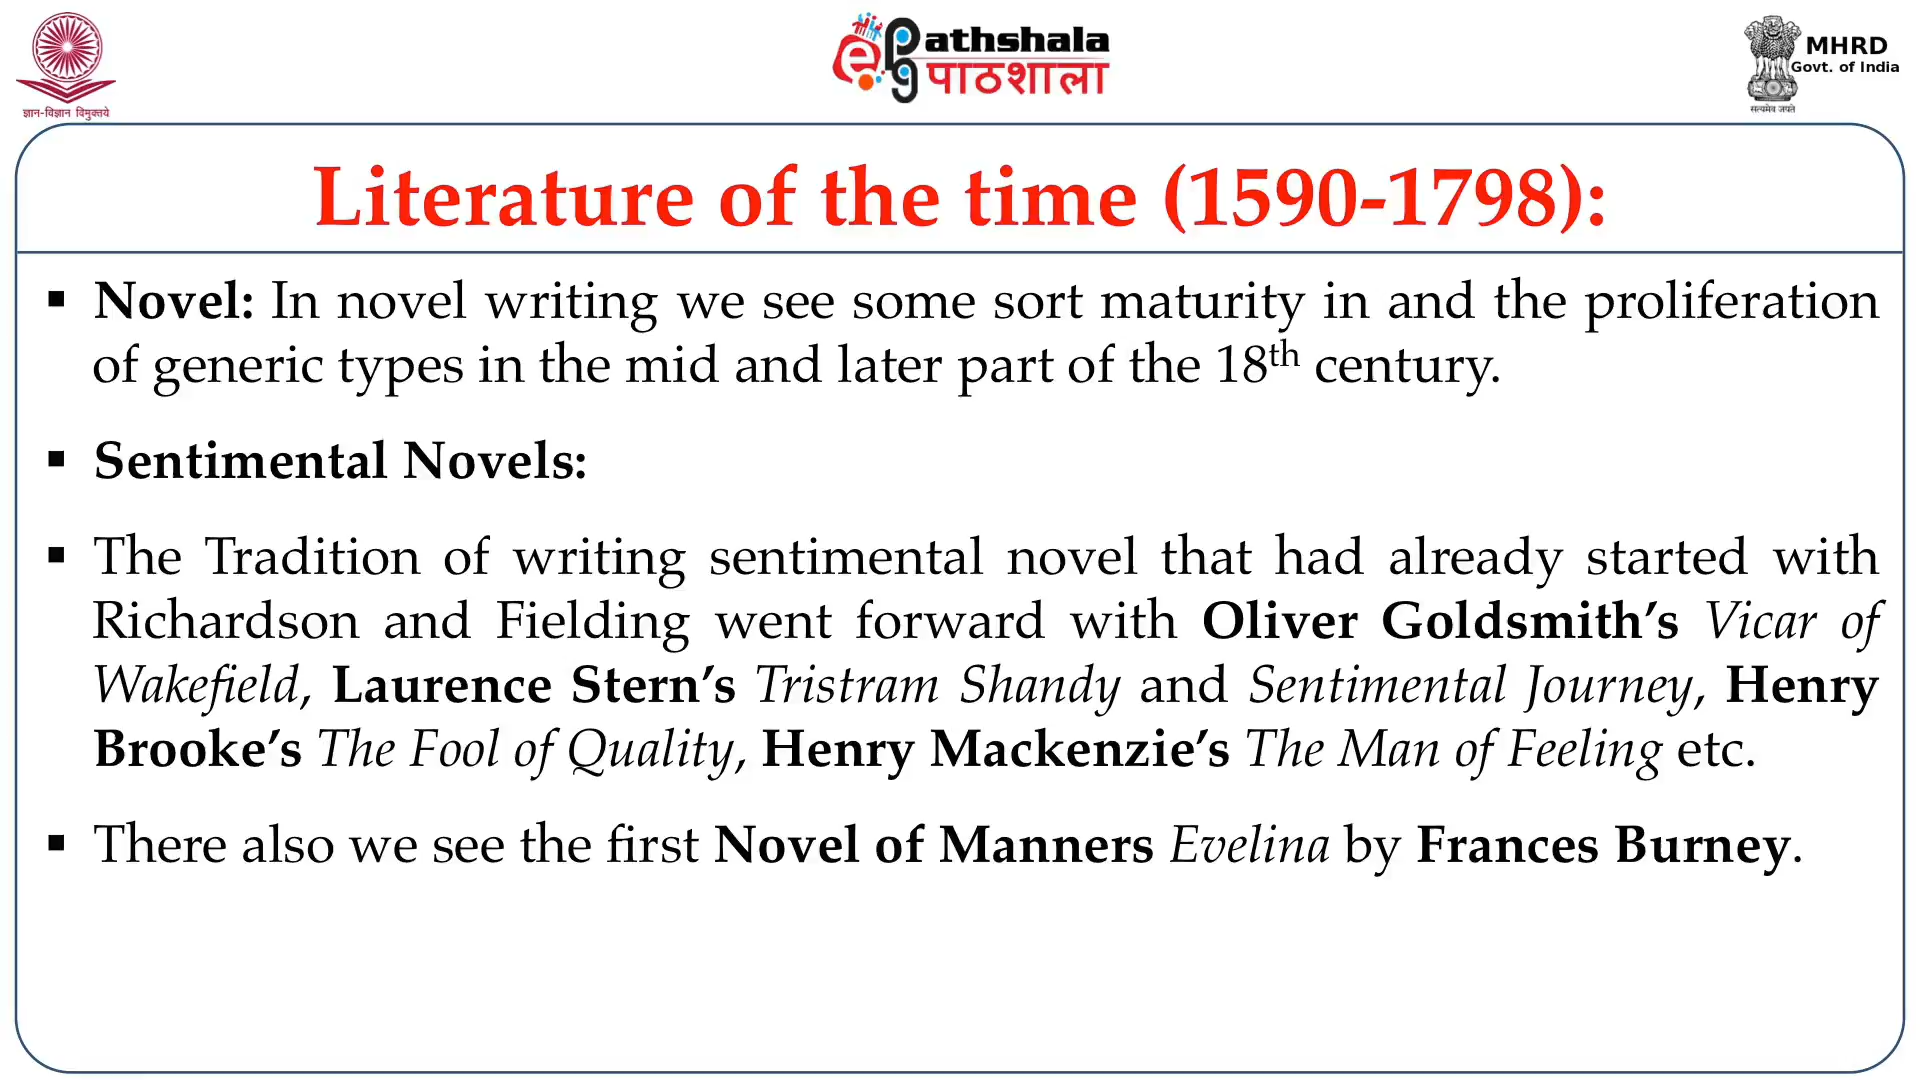 ज्ञान-विज्ञान विमुक्तये
ePg
athshala
पाठशाला
MHRD
Govt. of India
सत्यमेव जयते
Literature of the time (1590-1798):
▪ Novel: In novel writing we see some sort maturity in and the proliferation
of generic types in the mid and later part of the 18th century.
▪ Sentimental Novels:
▪ The Tradition of writing sentimental novel that had already started with
Richardson and Fielding went forward with Oliver Goldsmith’s Vicar of
Wakefield, Laurence Stern’s Tristram Shandy and Sentimental Journey, Henry
Brooke’s The Fool of Quality, Henry Mackenzie’s The Man of Feeling etc.
▪ There also we see the first Novel of Manners Evelina by Frances Burney.